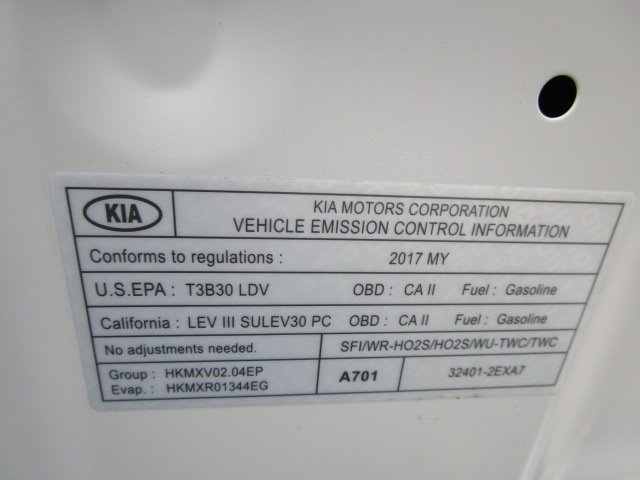 KIA
KIA MOTORS CORPORATION
VEHICLE EMISSION CONTROL INFORMATION
Conforms to regulations : 2017 MY
U.S.EPA : T3B30 LDV OBD : CA II Fuel : Gasoline
California : LEV III SULEV30 PC OBD : CA II Fuel : Gasoline
No adjustments needed. SFI/WR-HO2S/HO2S/WU-TWC/TWC
Group : HKMXV02.04EP
Evap. : HKMXR01344EG
A701
32401-2EXA7